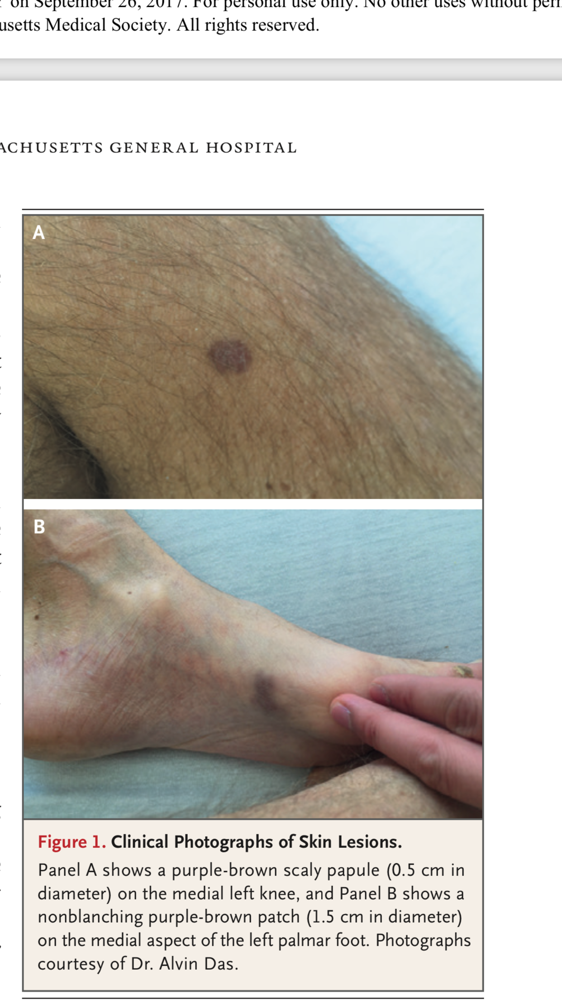 on September 26, 2017. For personal use only. No other uses without
usetts Medical Society. All rights reserved.
ACHUSETTS GENERAL HOSPITAL
A
B
Figure 1. Clinical Photographs of Skin Lesions.
Panel A shows a purple-brown scaly papule (0.5 cm in
diameter) on the medial left knee, and Panel B shows a
nonblanching purple-brown patch (1.5 cm in diameter)
on the medial aspect of the left palmar foot. Photographs
courtesy of Dr. Alvin Das.